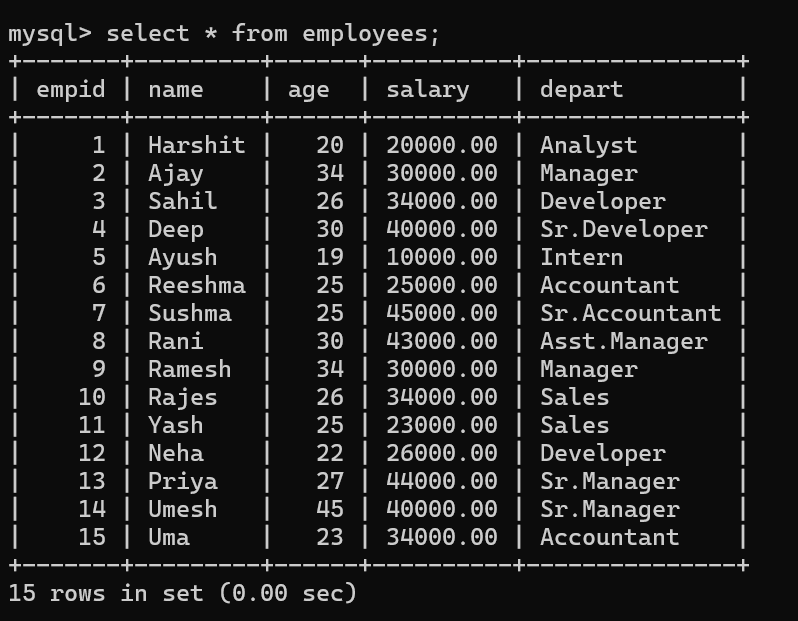 mysql> select * from employees;
+-------+---------+------+----------+---------------+
| empid | name    | age  | salary   | depart        |
+-------+---------+------+----------+---------------+
|     1 | Harshit |   20 | 20000.00 | Analyst       |
|     2 | Ajay    |   34 | 30000.00 | Manager       |
|     3 | Sahil   |   26 | 34000.00 | Developer     |
|     4 | Deep    |   30 | 40000.00 | Sr.Developer  |
|     5 | Ayush   |   19 | 10000.00 | Intern        |
|     6 | Reeshma |   25 | 25000.00 | Accountant    |
|     7 | Sushma  |   25 | 45000.00 | Sr.Accountant |
|     8 | Rani    |   30 | 43000.00 | Asst.Manager  |
|     9 | Ramesh  |   34 | 30000.00 | Manager       |
|    10 | Rajes   |   26 | 34000.00 | Sales         |
|    11 | Yash    |   25 | 23000.00 | Sales         |
|    12 | Neha    |   22 | 26000.00 | Developer     |
|    13 | Priya   |   27 | 44000.00 | Sr.Manager    |
|    14 | Umesh   |   45 | 40000.00 | Sr.Manager    |
|    15 | Uma     |   23 | 34000.00 | Accountant    |
+-------+---------+------+----------+---------------+
15 rows in set (0.00 sec)